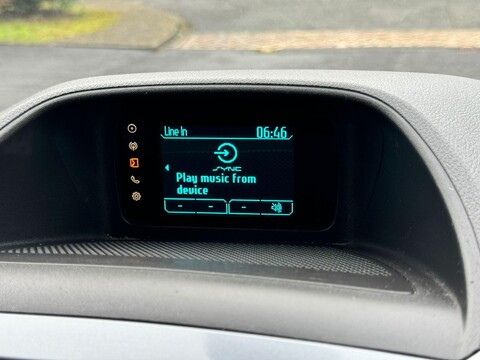 Line In 06:46
SYNC
Play music from
device